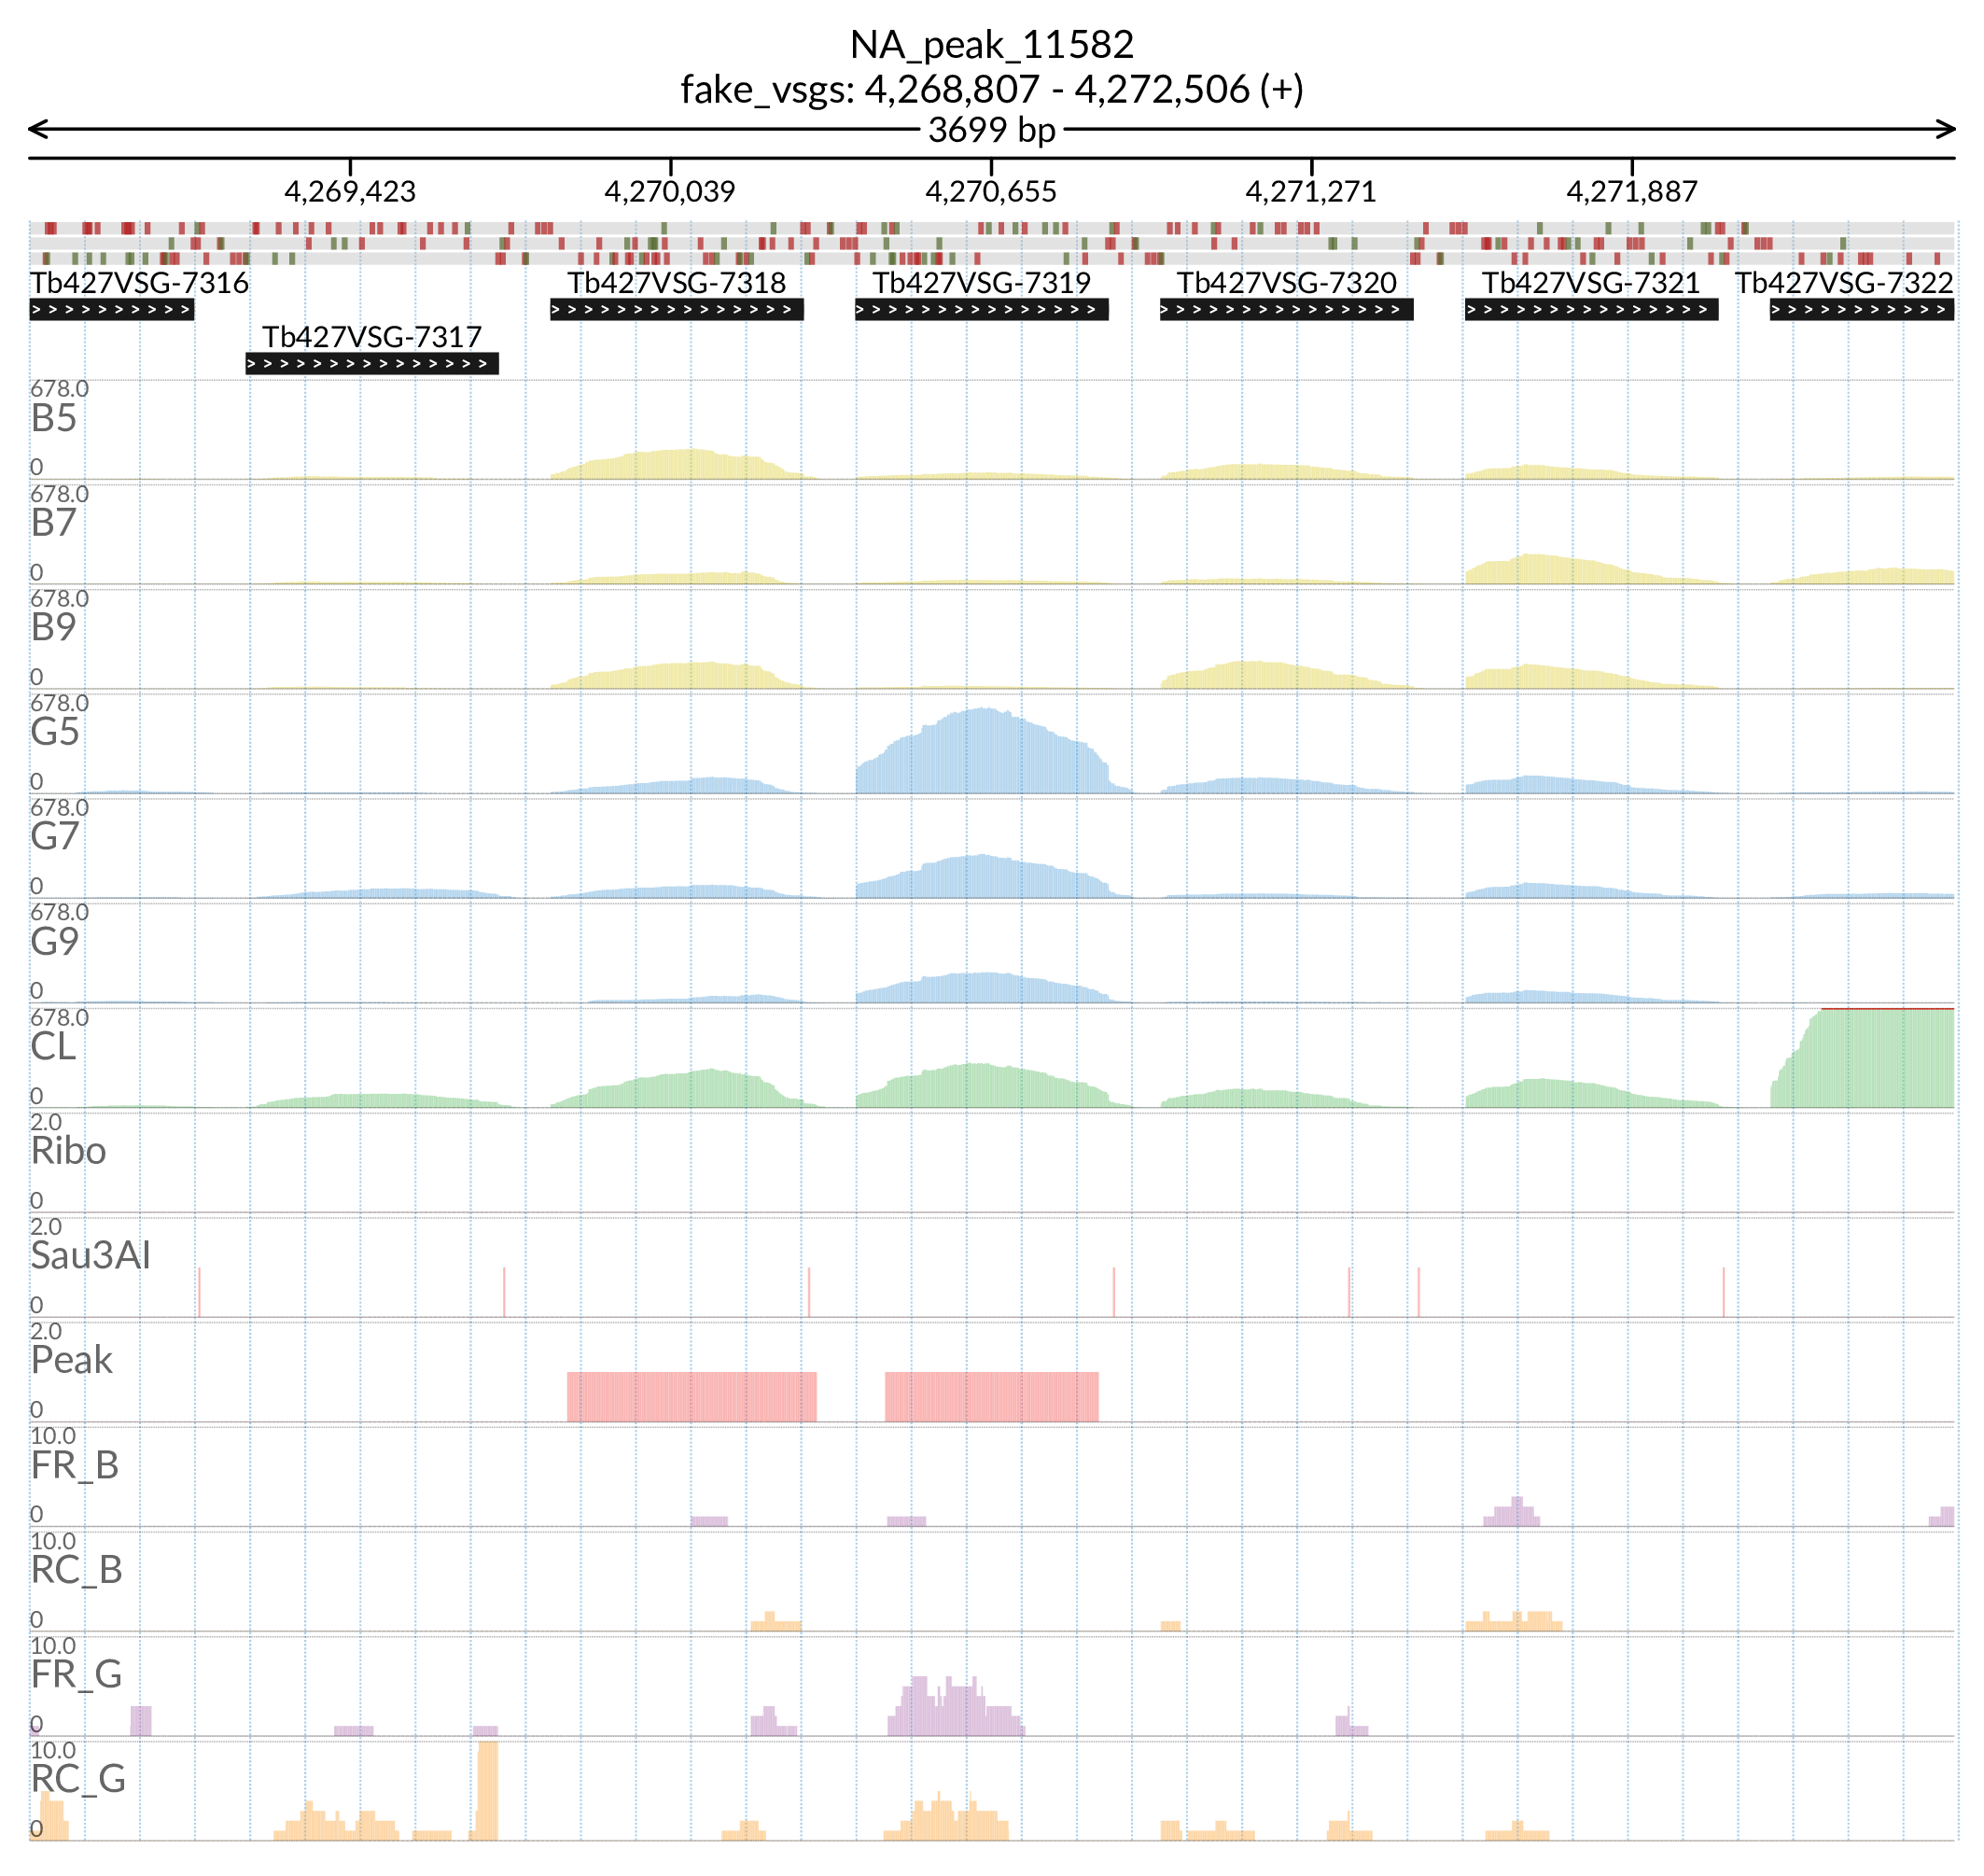 NA_peak_11582
fake_vsgs: 4,268,807 - 4,272,506 (+)
3699 bp
4,269,423 4,270,039 4,270,655 4,271,271 4,271,887
Tb427VSG-7316 Tb427VSG-7318 Tb427VSG-7319 Tb427VSG-7320 Tb427VSG-7321 Tb427VSG-7322
Tb427VSG-7317
678.0
B5
0
678.0
B7
0
678.0
B9
0
678.0
G5
0
678.0
G7
0
678.0
G9
0
678.0
CL
0
2.0
Ribo
0
2.0
Sau3AI
0
2.0
Peak
0
10.0
FR_B
0
10.0
RC_B
0
10.0
FR_G
0
10.0
RC_G
0